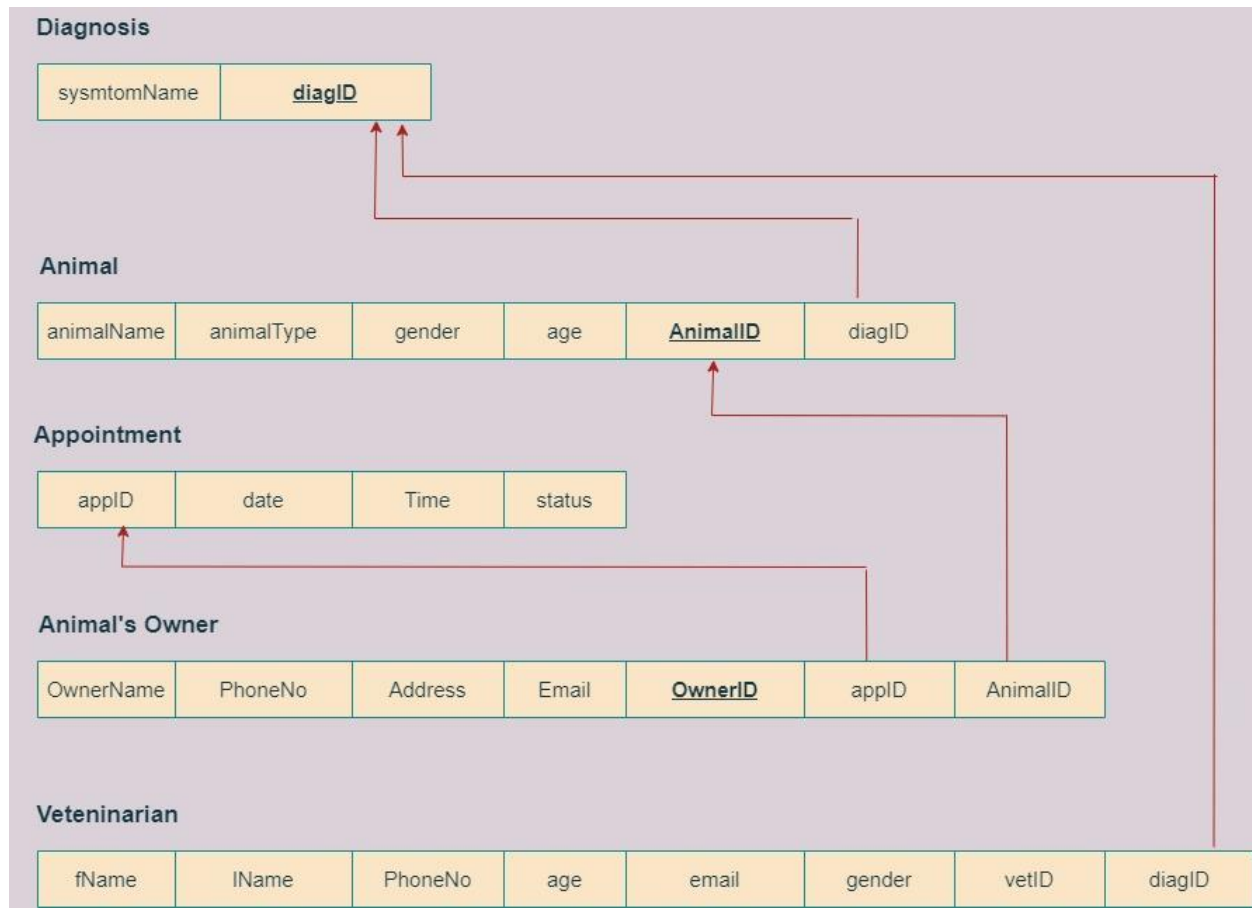 Diagnosis
sysmtomName diagID
Animal
animalName animalType gender age AnimalID diagID
Appointment
appID date Time status
Animal's Owner
OwnerName PhoneNo Address Email OwnerID appID AnimalID
Veteninarian
fName lName PhoneNo age email gender vetID diagID